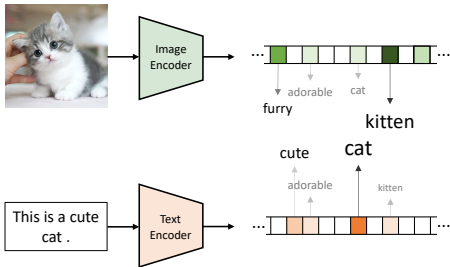 Image
Encoder
...
...
furry
adorable
cat
kitten
cute
cat
adorable
kitten
This is a cute
cat .
Text
Encoder
...
...